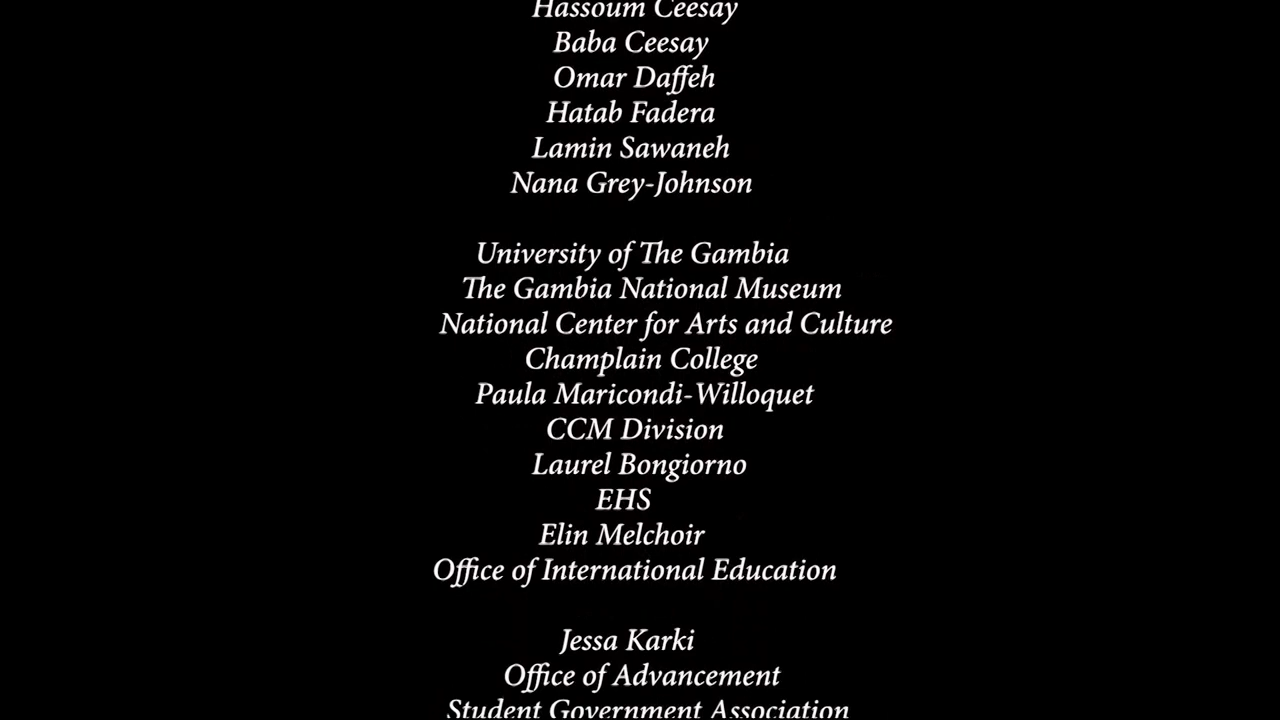 Hassoum Ceesay
Baba Ceesay
Omar Daffeh
Hatab Fadera
Lamin Sawaneh
Nana Grey-Johnson
University of The Gambia
The Gambia National Museum
National Center for Arts and Culture
Champlain College
Paula Maricondi-Willoquet
CCM Division
Laurel Bongiorno
EHS
Elin Melchoir
Office of International Education
Jessa Karki
Office of Advancement
Student Government Association